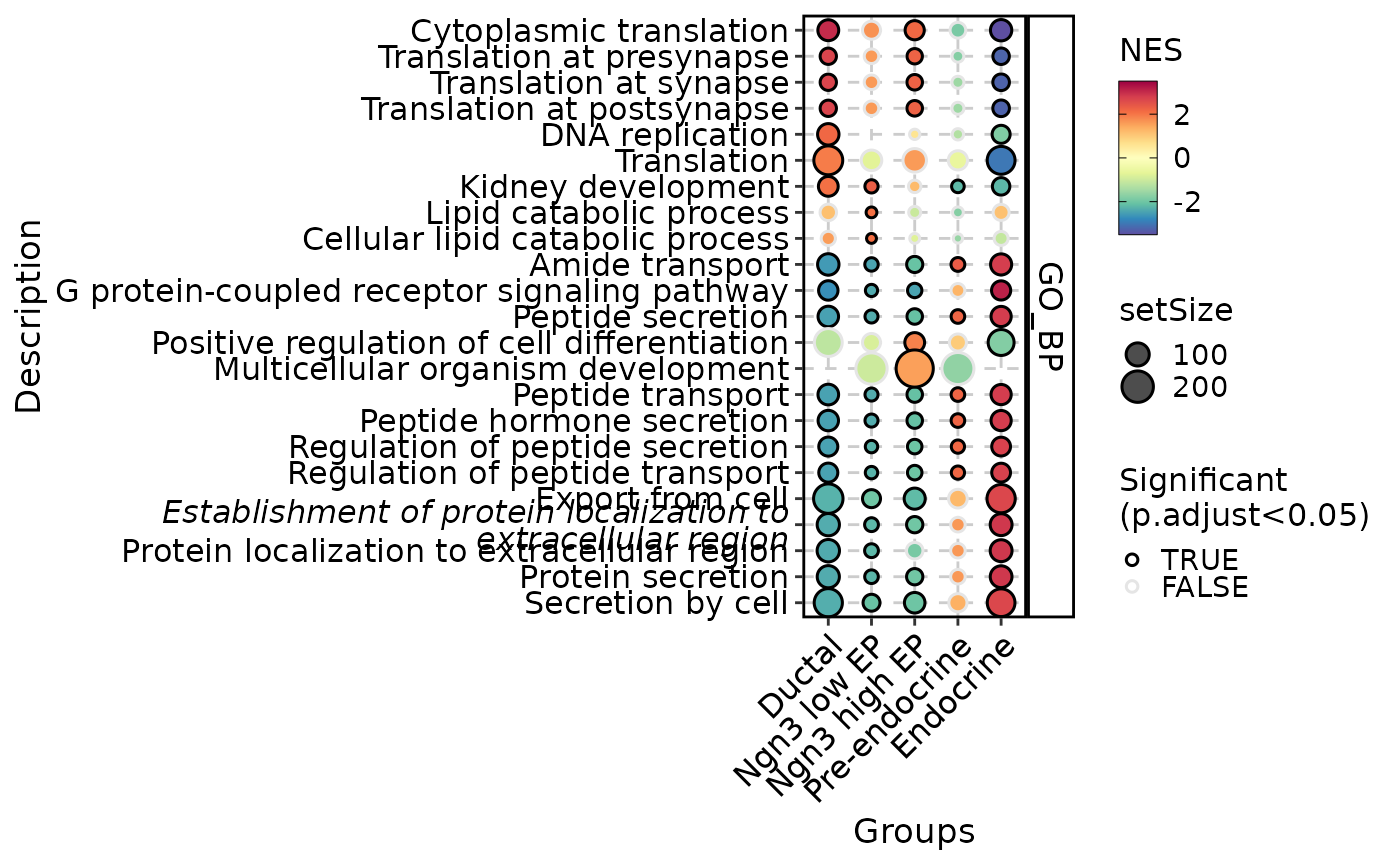 Cytoplasmic translation
Translation at presynapse
Translation at synapse
Translation at postsynapse
DNA replication
Translation
Kidney development
Lipid catabolic process
Cellular lipid catabolic process
Amide transport
G protein-coupled receptor signaling pathway
Peptide secretion
Positive regulation of cell differentiation
Multicellular organism development
Peptide transport
Peptide hormone secretion
Regulation of peptide secretion
Regulation of peptide transport
Export from cell
Establishment of protein localization to
extracellular region
Protein localization to extracellular region
Protein secretion
Secretion by cell
Description
GO_BP
Ductal
Ngn3 low EP
Ngn3 high EP
Pre-endocrine
Endocrine
Groups
NES
2
0
-2
setSize
100
200
Significant
(p.adjust<0.05)
TRUE
FALSE